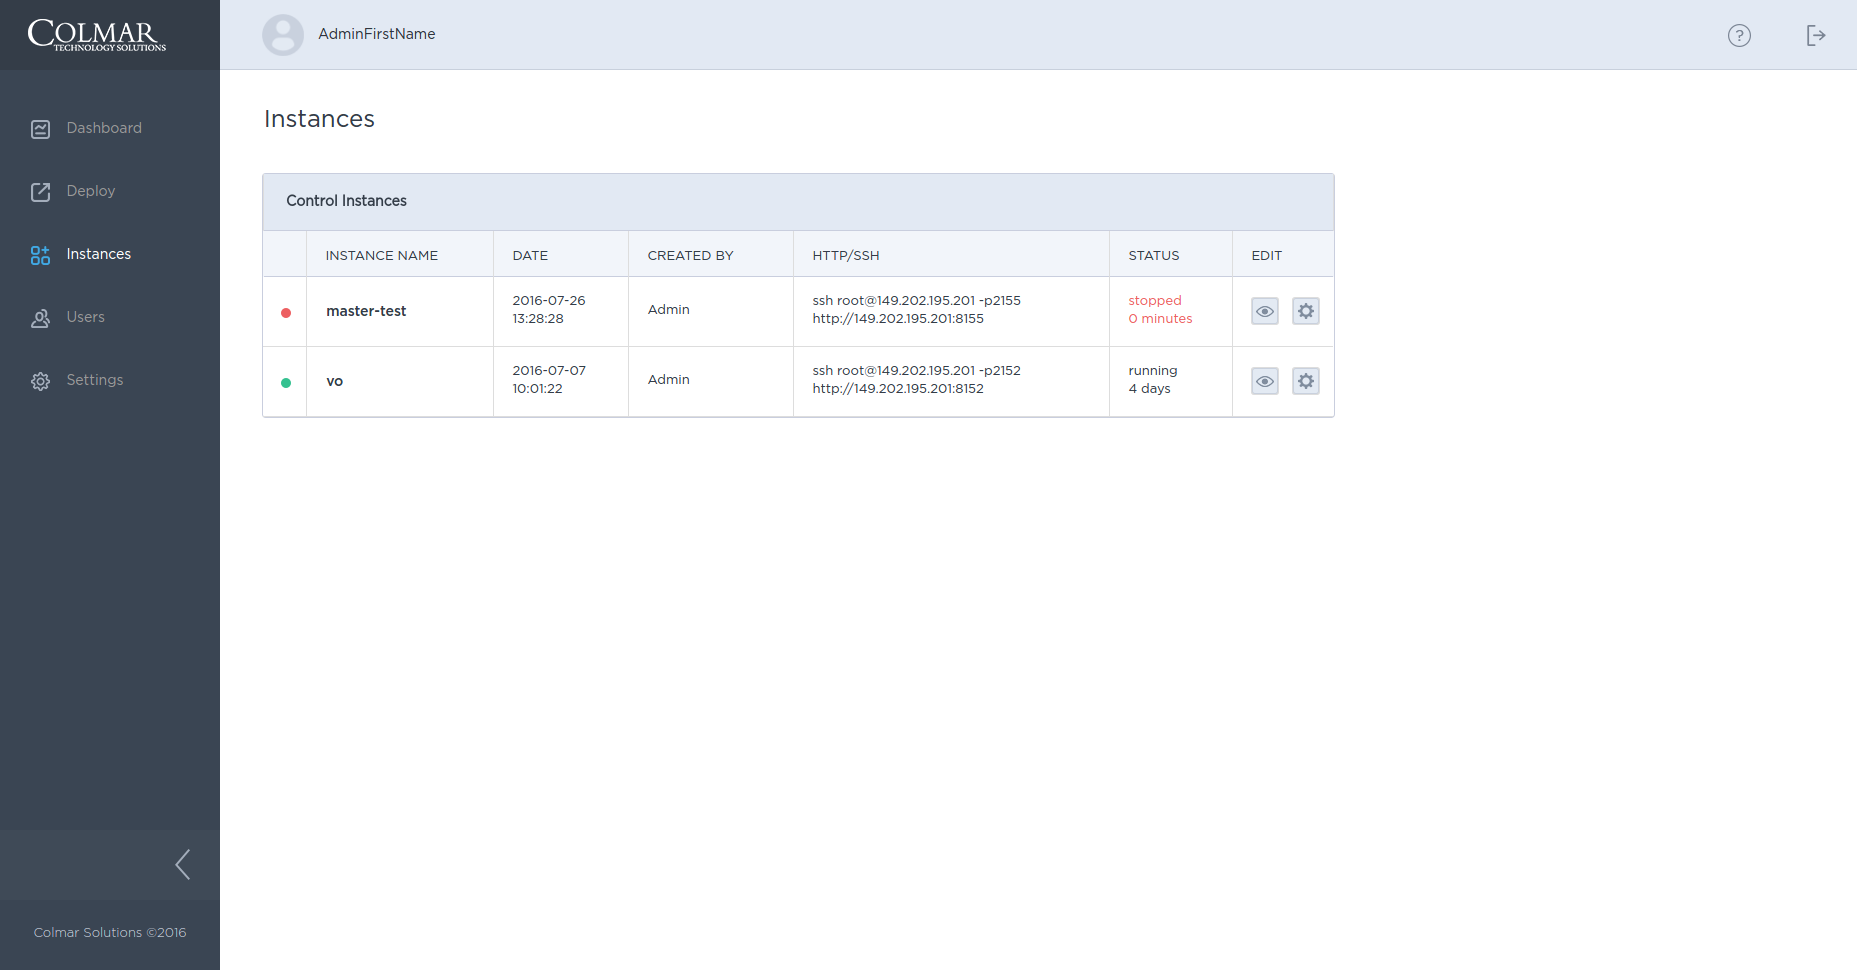 COLMAR
TECHNOLOGY SOLUTIONS
AdminFirstName
?
Dashboard
Deploy
Instances
Users
Settings
Colmar Solutions ©2016
Instances
Control Instances
INSTANCE NAME DATE CREATED BY HTTP/SSH STATUS EDIT
master-test
2016-07-26
13:28:28
Admin
ssh root@149.202.195.201 -p2155
http://149.202.195.201:8155
stopped
0 minutes
vo
2016-07-07
10:01:22
Admin
ssh root@149.202.195.201 -p2152
http://149.202.195.201:8152
running
4 days